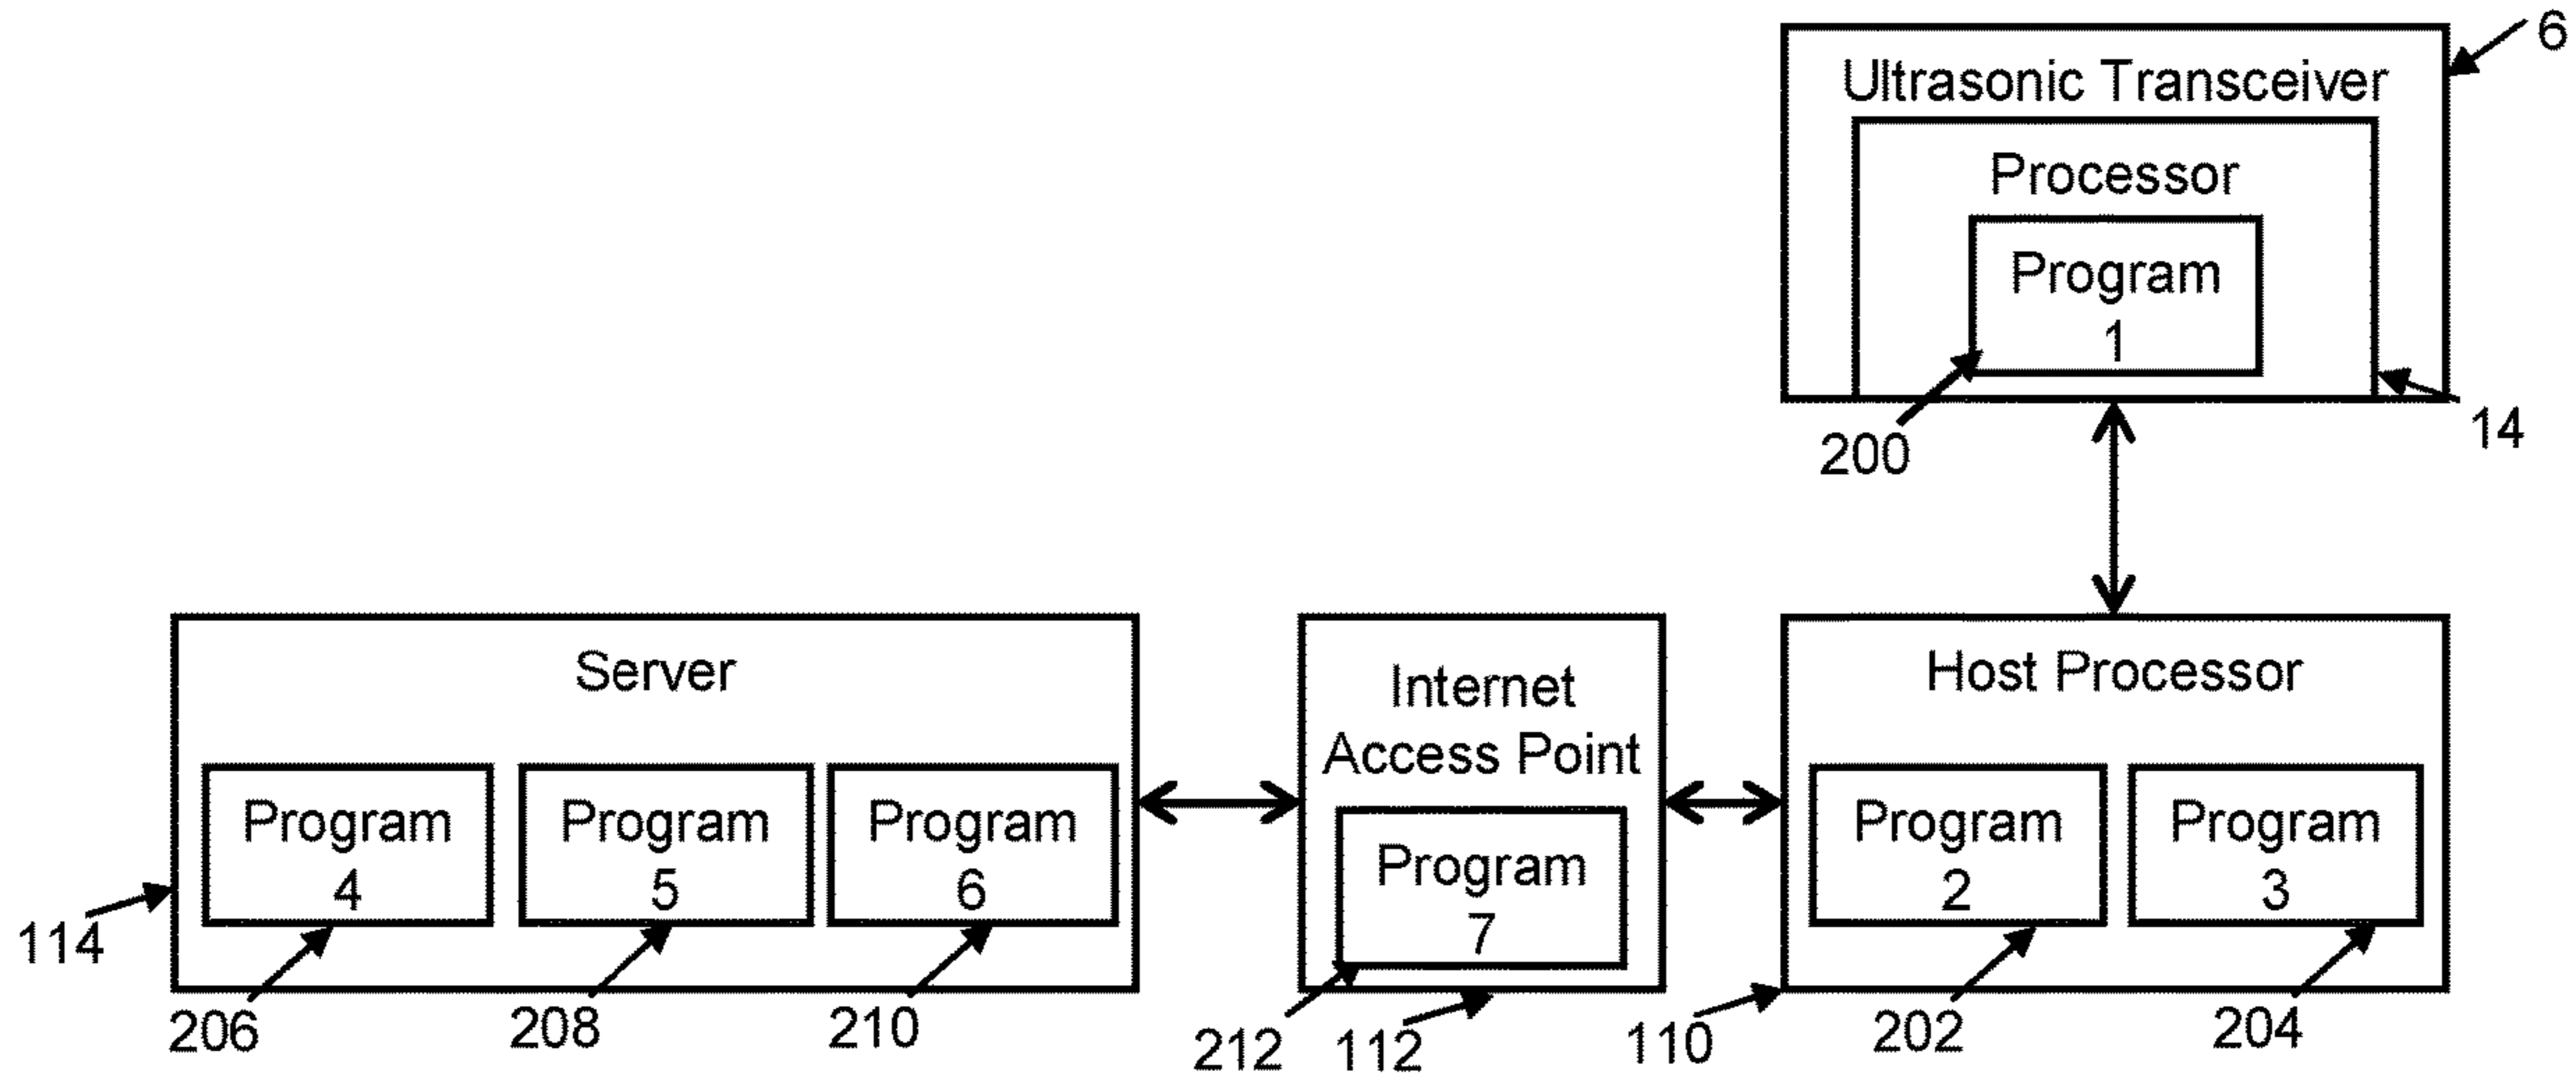 6
Ultrasonic Transceiver
Processor
Program
1
200
14
Server
Program
4
Program
5
Program
6
114
206
208
210
Internet
Access Point
Program
7
212
112
Host Processor
Program
2
Program
3
110
202
204